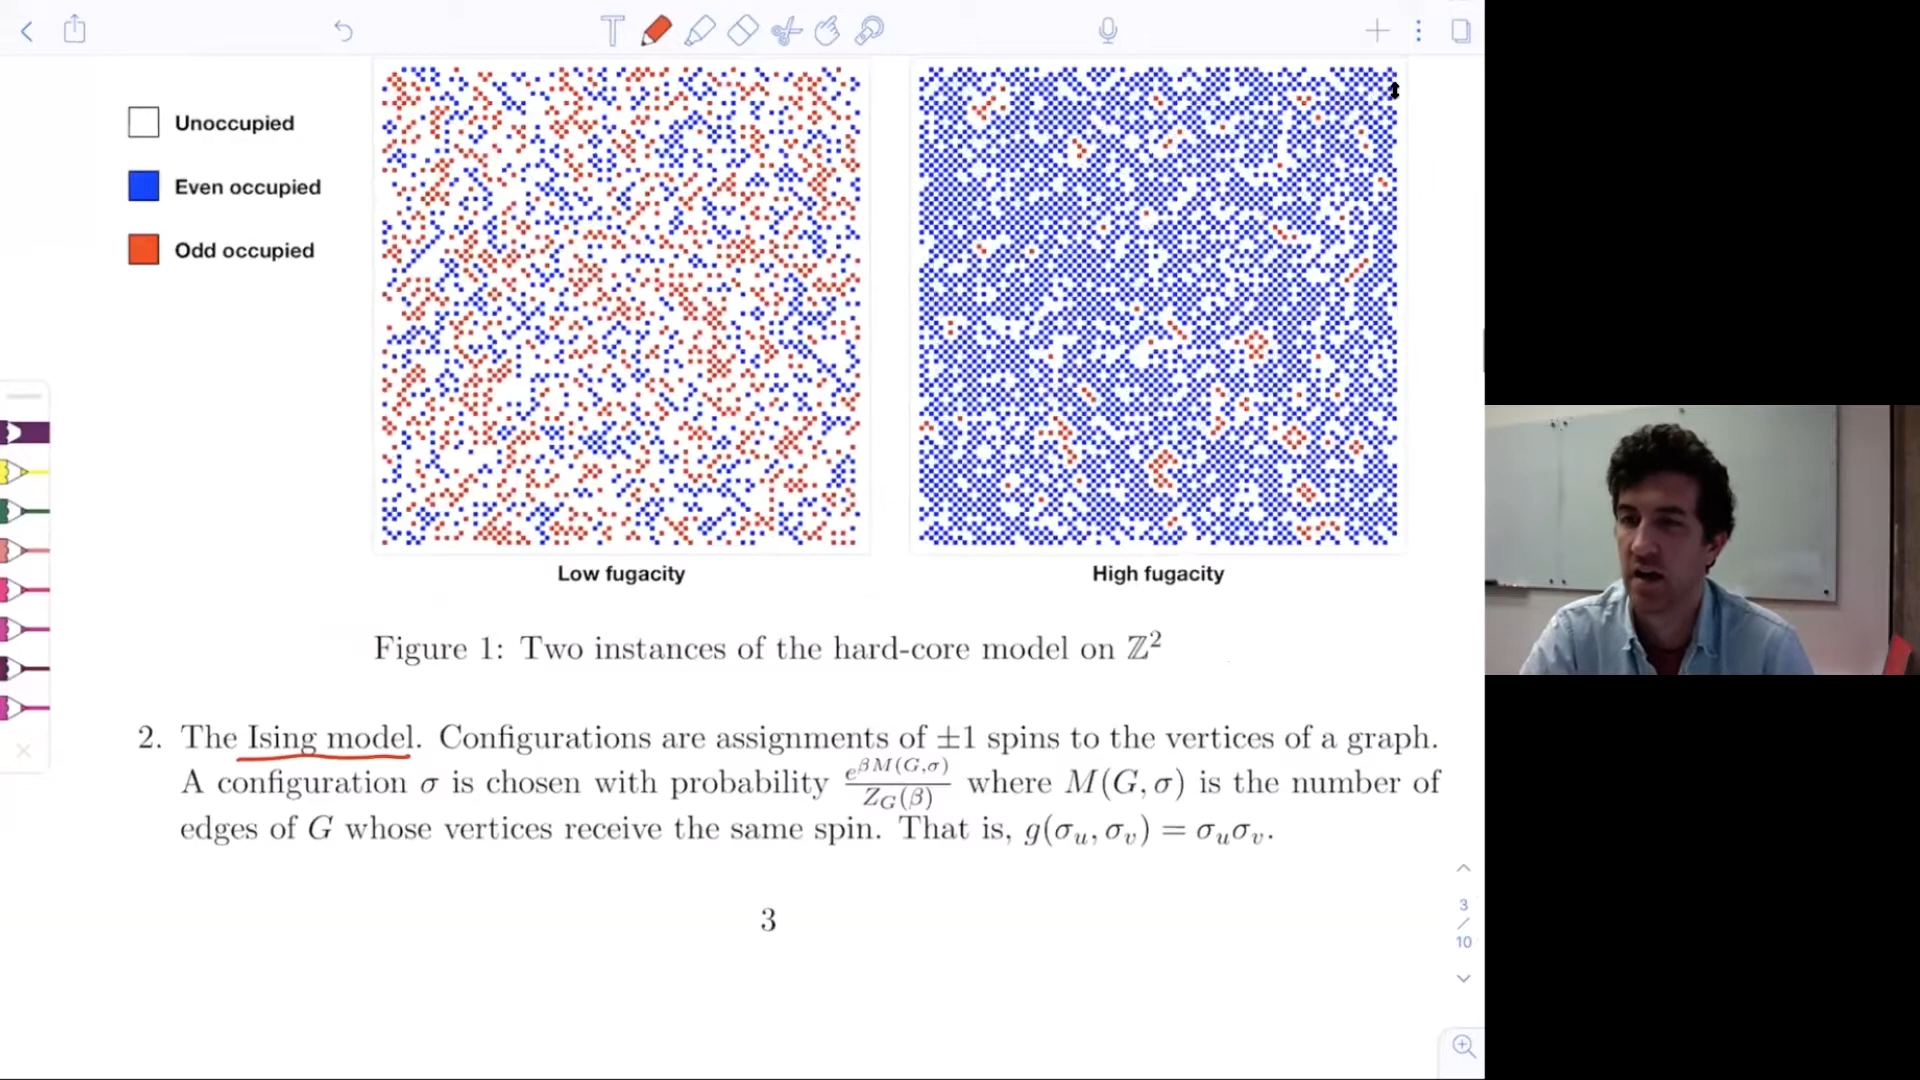 Unoccupied
Even occupied
Odd occupied
Low fugacity
High fugacity
Figure 1: Two instances of the hard-core model on ℤ²
2. The Ising model. Configurations are assignments of ±1 spins to the vertices of a graph.
A configuration σ is chosen with probability e^{βM(G,σ)}/Z_G(β) where M(G, σ) is the number of
edges of G whose vertices receive the same spin. That is, g(σ_u, σ_v) = σ_uσ_v.
3
3
/
10